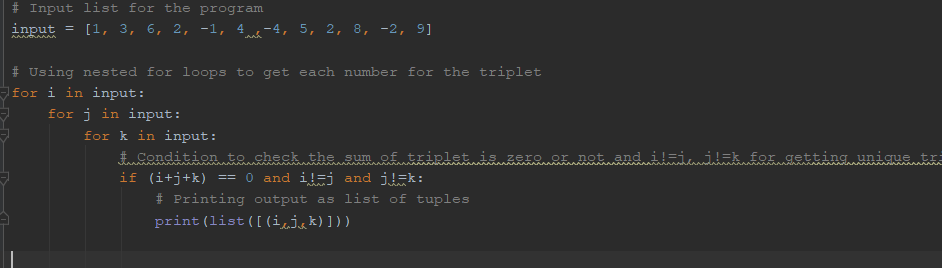 # Input list for the program
input = [1, 3, 6, 2, -1, 4 ,-4, 5, 2, 8, -2, 9]
# Using nested for loops to get each number for the triplet
for i in input:
for j in input:
for k in input:
# Condition to check the sum of triplet is zero or not and i!=j, j!=k for getting unique
if (i+j+k) == 0 and i!=j and j!=k:
# Printing output as list of tuples
print(list([(i,j,k)]))